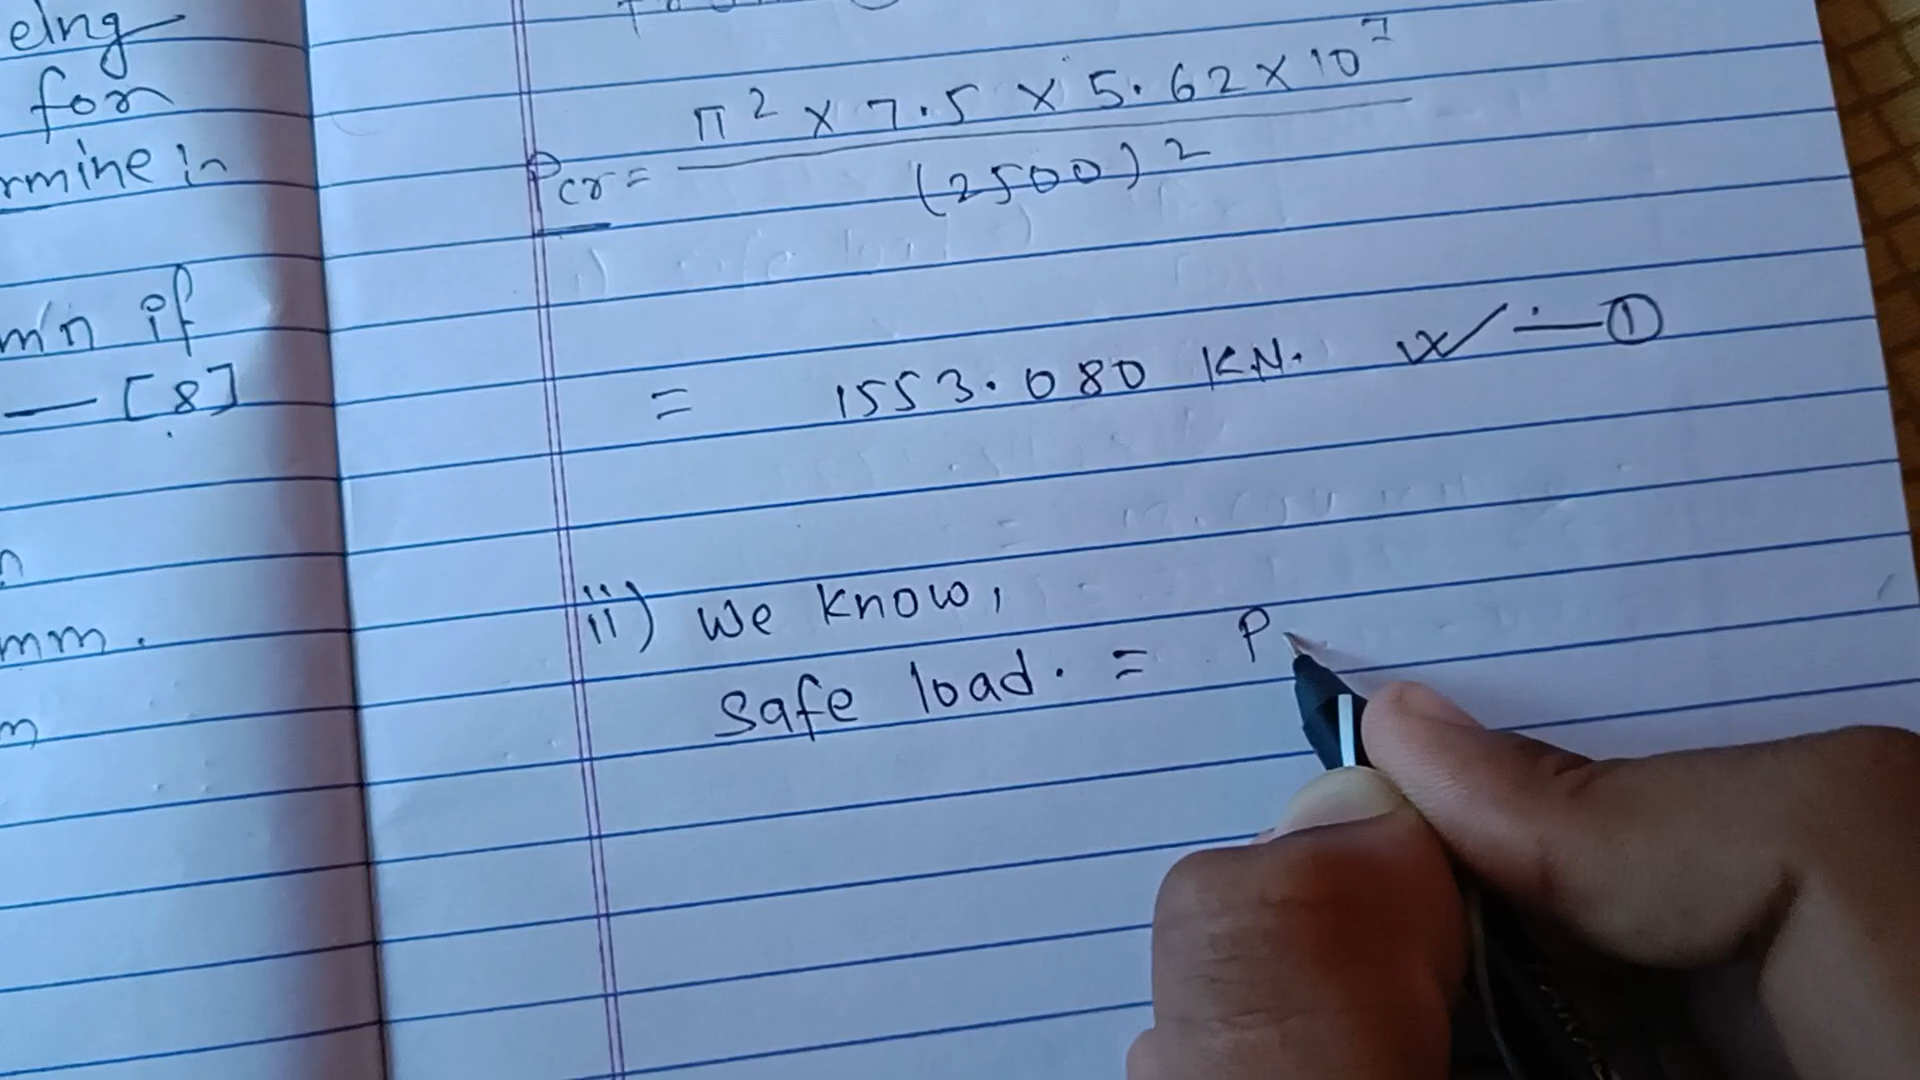 elng
for
rmine in
m'n if
— [8]
n
mm.
m
π² × 7.5 × 5.62 × 10⁷
Pcr =
(2500)²
= 1553.080 KN. —①
ii) we know,
safe load. = P